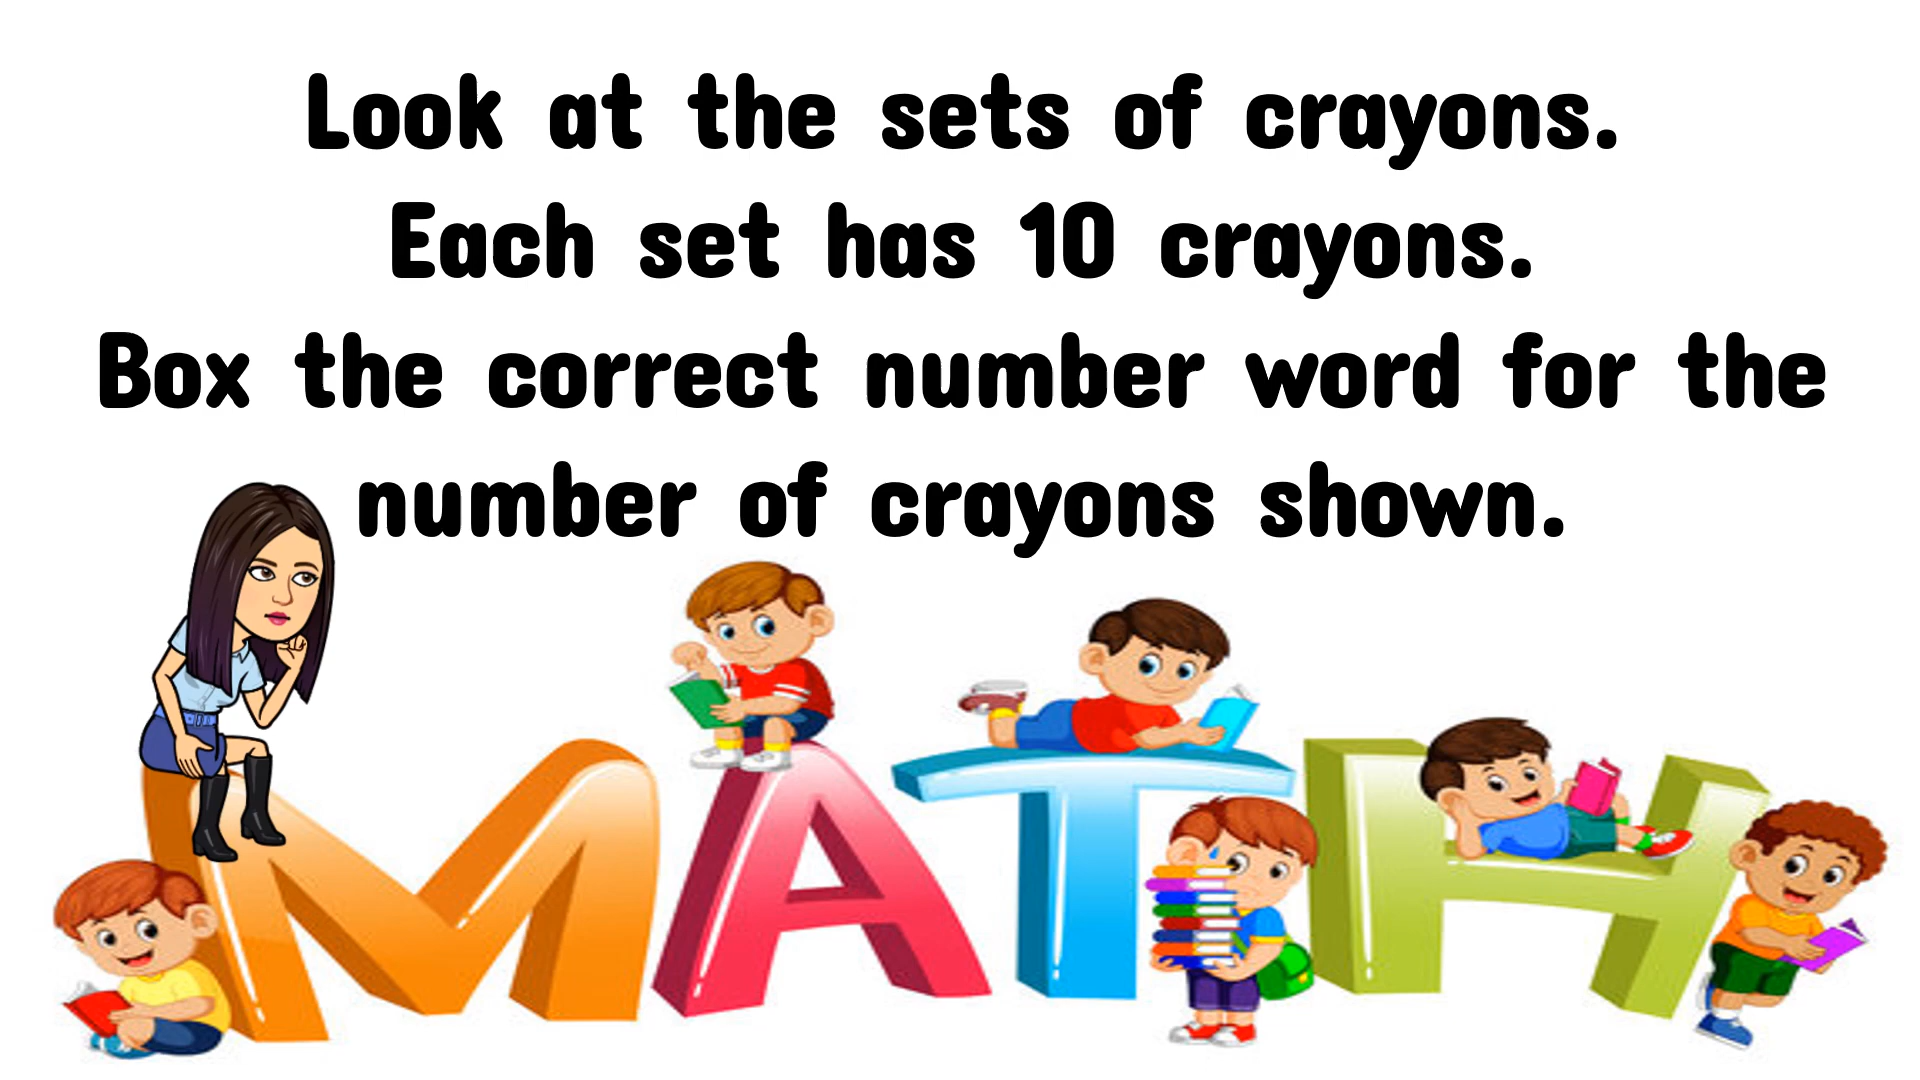 Look at the sets of crayons.
Each set has 10 crayons.
Box the correct number word for the
number of crayons shown.
MATH